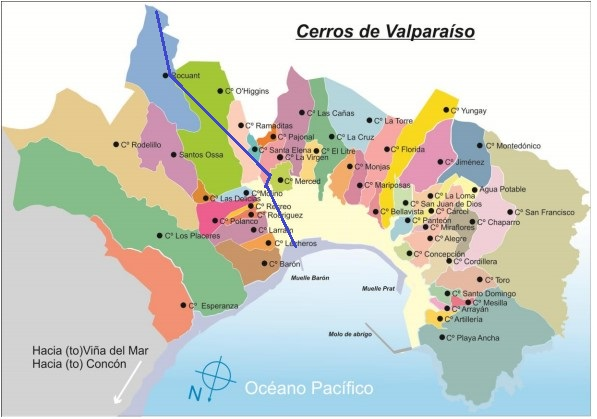 Cerros de Valparaíso
Rocuant
Cº O'Higgins
Cº Las Cañas
Cº Yungay
Cº La Torre
Cº Ramaditas
Cº Pajonal
Cº La Cruz
Cº Rodelillo
Santos Ossa
Cº Santa Elena
Cº El Litre
Cº Florida
Cº Montedónico
Cº La Virgen
Cº Monjas
Cº Jiménez
Cº Merced
Cº Mariposas
Cº Molino
Agua Potable
Cº Las Delicias
Cº La Loma
Cº San Juan de Dios
Cº Recreo
Cº Bellavista
Cº Carcel
Cº San Francisco
Cº Rodriguez
Cº Polanco
Cº Panteón
Cº Chaparro
Cº Larraín
Cº Miraflores
Cº Los Placeres
Cº Alegre
Cº Lecheros
Cº Concepción
Cº Barón
Cº Cordillera
Muelle Barón
Cº Toro
Muelle Prat
Cº Santo Domingo
Cº Esperanza
Cº Mesilla
Cº Arrayán
Cº Artillería
Molo de abrigo
Cº Playa Ancha
Hacia (to)Viña del Mar
Hacia (to) Concón
N
Océano Pacífico